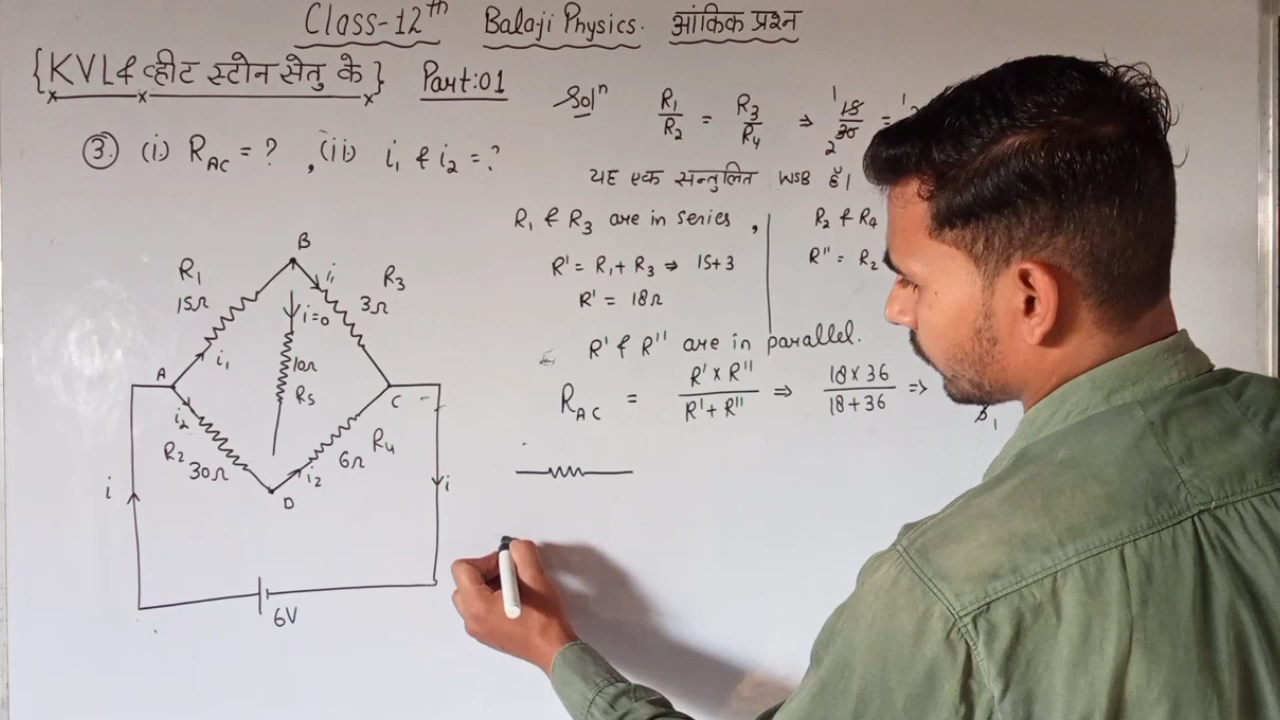 Class-12th Balaji Physics. आंकिक प्रश्न
{KVL & व्हीट स्टोन सेतु के} Part:01
③ (i) R_AC = ? , (ii) i₁ & i₂ = ?
Solⁿ R₁/R₂ = R₃/R₄ ⇒ 18/30 =
यह एक सन्तुलित WSB है।
R₁ & R₃ are in series ,
R' = R₁ + R₃ ⇒ 15+3
R' = 18Ω
R₂ & R₄
R'' = R₂
R' & R'' are in parallel.
R_AC = R' X R'' / R' + R'' ⇒ 18 X 36 / 18 + 36 ⇒
B
R₁
15Ω
i₁
R₃
3Ω
i=0
10Ω
R₅
A
i₁
C
i₂
R₂
30Ω
R₄
6Ω
i₂
D
i
i
6V